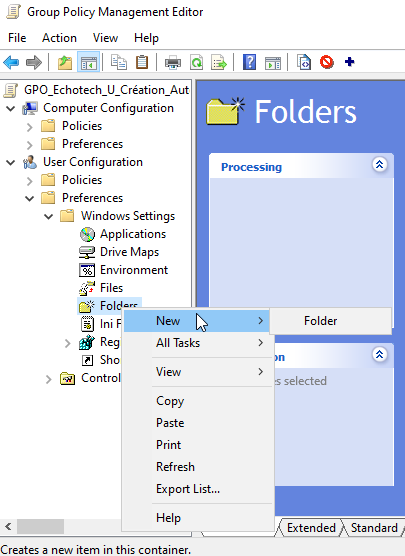 Group Policy Management Editor
File Action View Help
GPO_Echotech_U_Création_Aut
Computer Configuration
Policies
Preferences
User Configuration
Policies
Preferences
Windows Settings
Applications
Drive Maps
Environment
Files
Folders
Ini F
Reg
Sho
Control
Folders
Processing
on
es selected
New
Folder
All Tasks
View
Copy
Paste
Print
Refresh
Export List...
Help
Extended Standard
Creates a new item in this container.